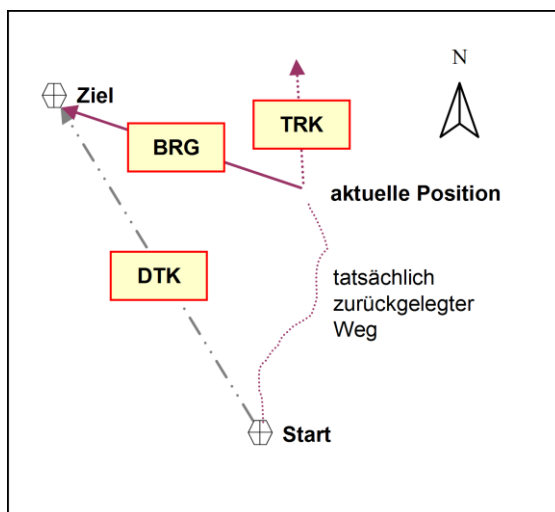 N
Ziel
TRK
BRG
aktuelle Position
DTK
tatsächlich
zurückgelegter
Weg
Start